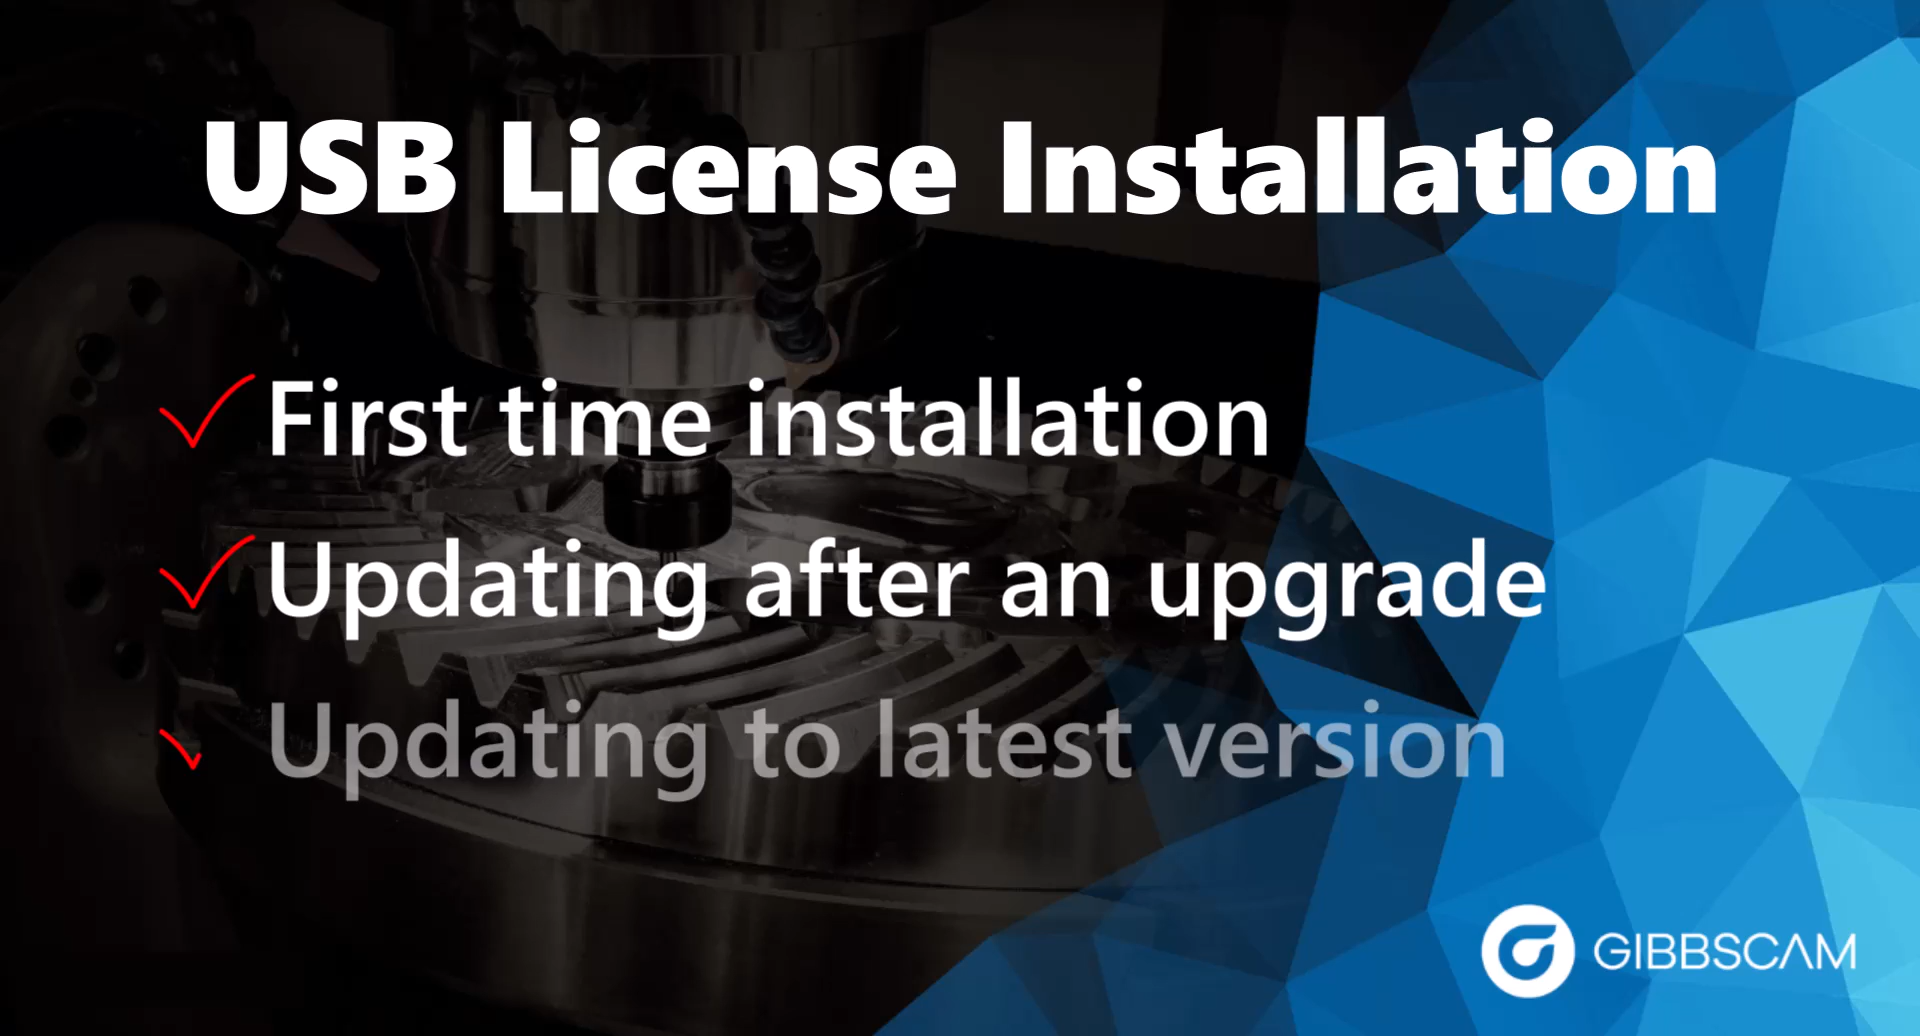 USB License Installation
First time installation
Updating after an upgrade
Updating to latest version
GIBBSCAM